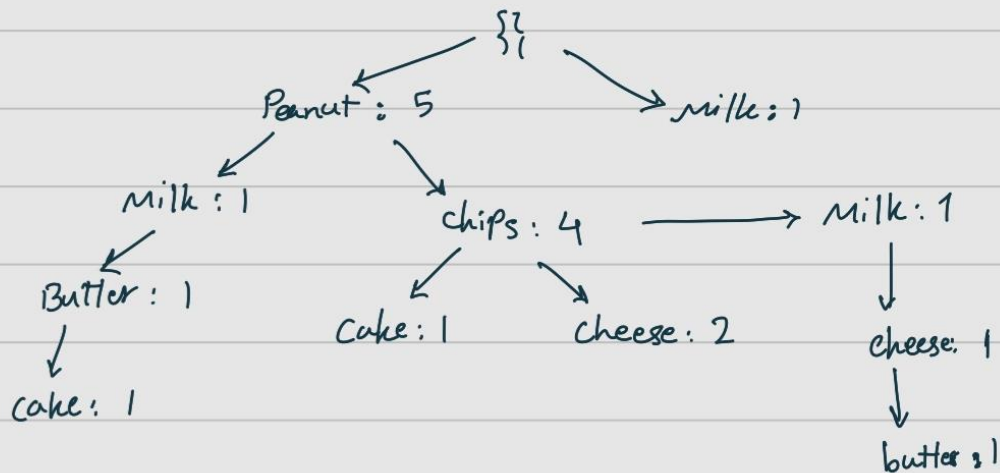 {}
Peanut : 5
Milk : 1
Milk : 1
Chips : 4
Milk : 1
Butter : 1
Cake : 1
Cheese : 2
Cheese : 1
Cake : 1
butter : 1